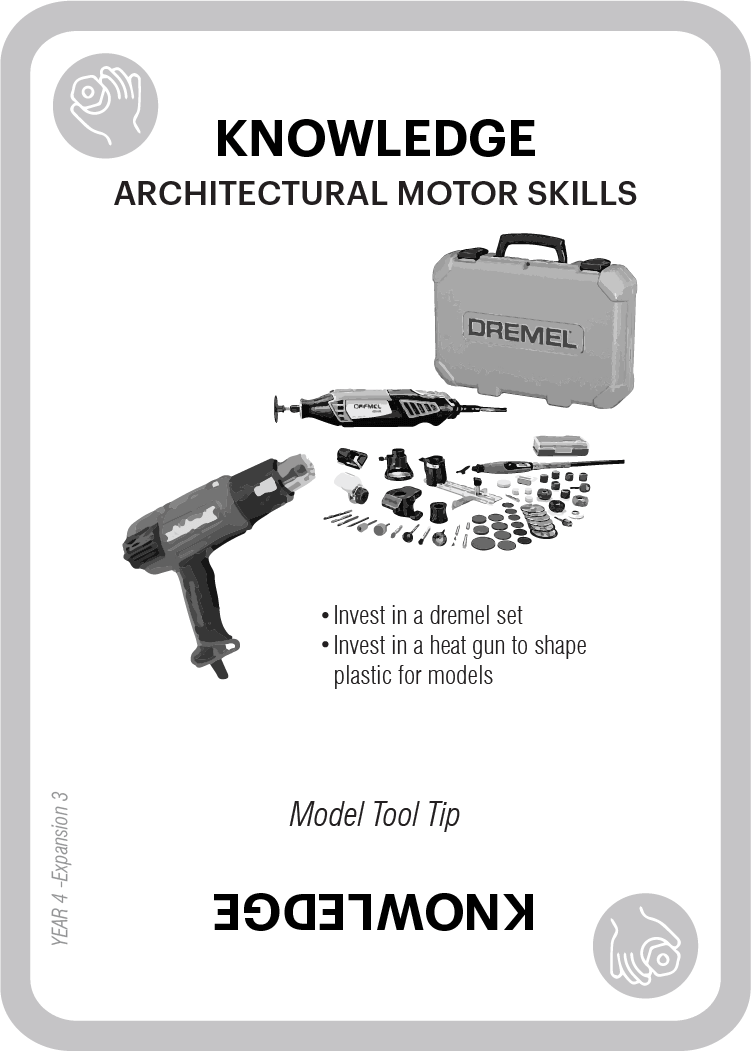 KNOWLEDGE
ARCHITECTURAL MOTOR SKILLS
DREMEL
DREMEL
• Invest in a dremel set
• Invest in a heat gun to shape
plastic for models
Model Tool Tip
YEAR 4 -Expansion 3
KNOWLEDGE